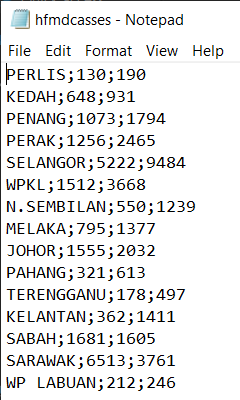 hfmdcasses - Notepad
File Edit Format View Help
PERLIS;130;190
KEDAH;648;931
PENANG;1073;1794
PERAK;1256;2465
SELANGOR;5222;9484
WPKL;1512;3668
N.SEMBILAN;550;1239
MELAKA;795;1377
JOHOR;1555;2032
PAHANG;321;613
TERENGGANU;178;497
KELANTAN;362;1411
SABAH;1681;1605
SARAWAK;6513;3761
WP LABUAN;212;246